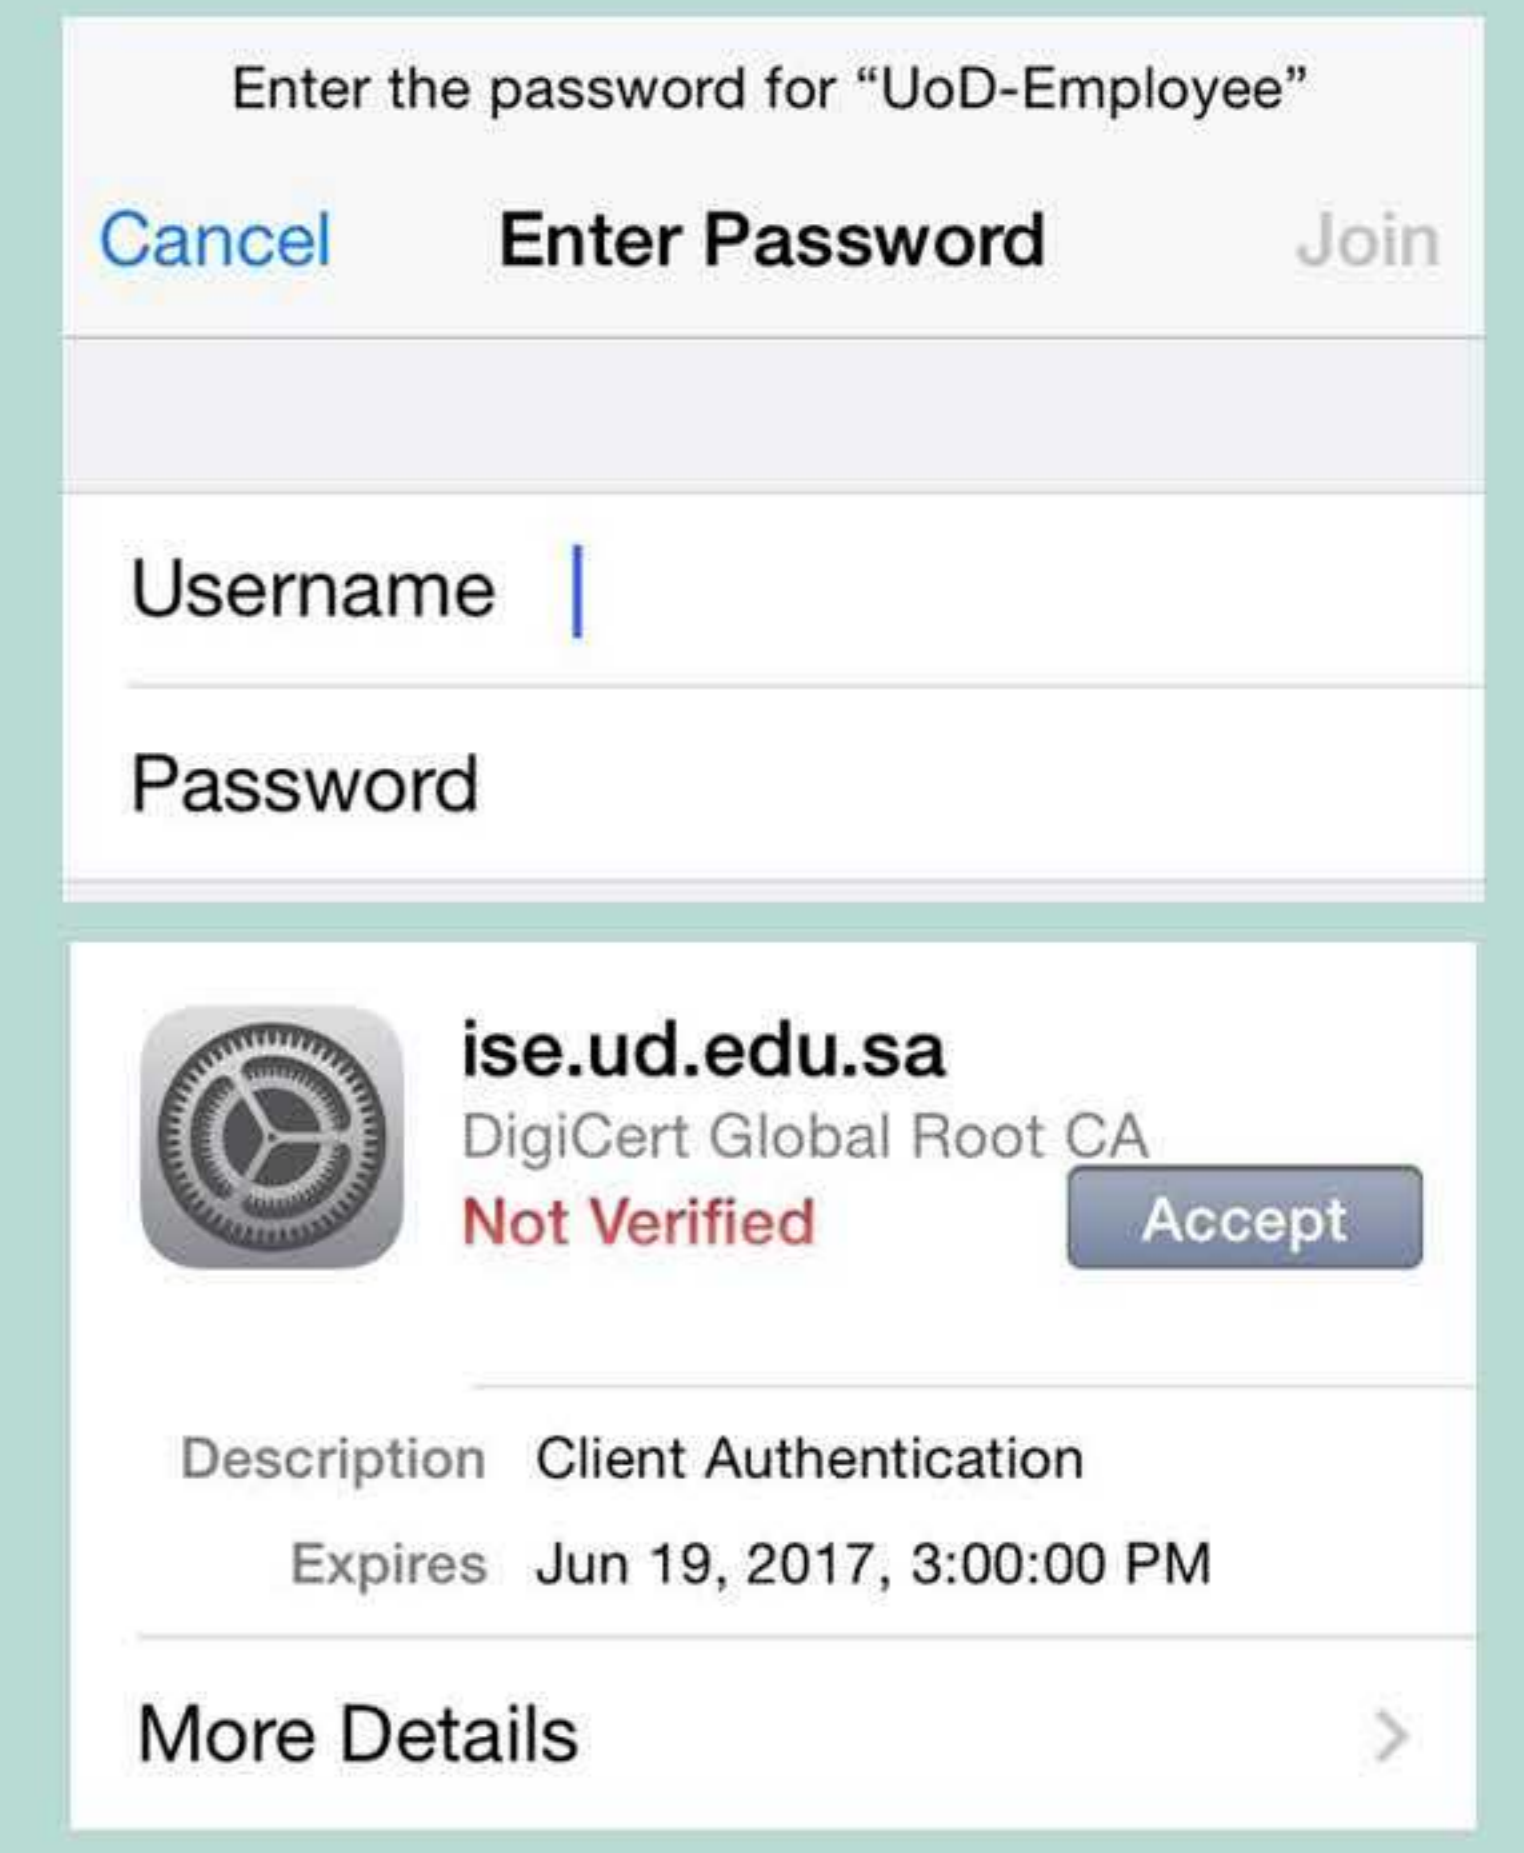 Enter the password for “UoD-Employee”
Cancel Enter Password Join
Username
Password
ise.ud.edu.sa
DigiCert Global Root CA
Not Verified Accept
Description Client Authentication
Expires Jun 19, 2017, 3:00:00 PM
More Details